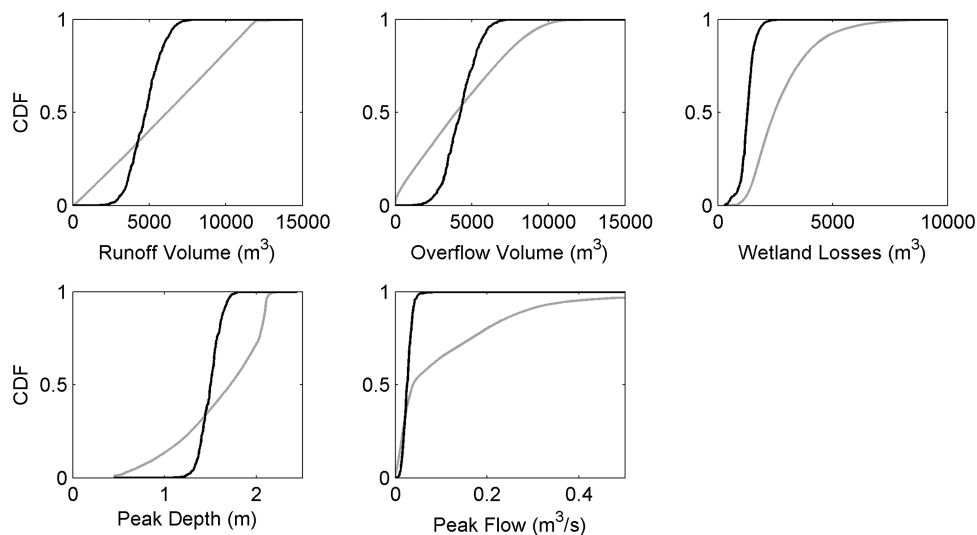 1
0.5
0
CDF
0 5000 10000 15000
Runoff Volume (m³)
1
0.5
0
0 5000 10000 15000
Overflow Volume (m³)
1
0.5
0
0 5000 10000
Wetland Losses (m³)
1
0.5
0
CDF
0 1 2
Peak Depth (m)
1
0.5
0
0 0.2 0.4
Peak Flow (m³/s)